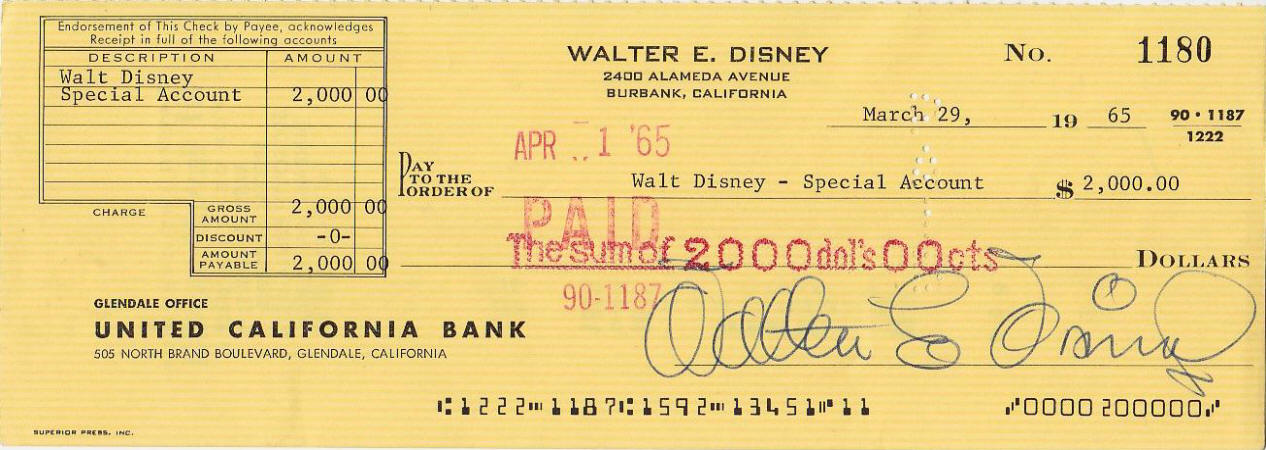 Endorsement of This Check by Payee, acknowledges
Receipt in full of the following accounts
DESCRIPTION AMOUNT
Walt Disney
Special Account 2,000 00
CHARGE
GROSS AMOUNT 2,000 00
DISCOUNT -0-
AMOUNT PAYABLE 2,000 00
WALTER E. DISNEY
2400 ALAMEDA AVENUE
BURBANK, CALIFORNIA
No. 1180
March 29, 19 65
90 • 1187
1222
APR 1 '65
PAY TO THE ORDER OF Walt Disney - Special Account $ 2,000.00
PAID
The sum of 2000 dol's 00 cts DOLLARS
90-1187
GLENDALE OFFICE
UNITED CALIFORNIA BANK
505 NORTH BRAND BOULEVARD, GLENDALE, CALIFORNIA
Walter E Disney
⑆1222⑉1187⑆1592⑉13451⑈11 ⑇0000200000⑇
SUPERIOR PRESS, INC.